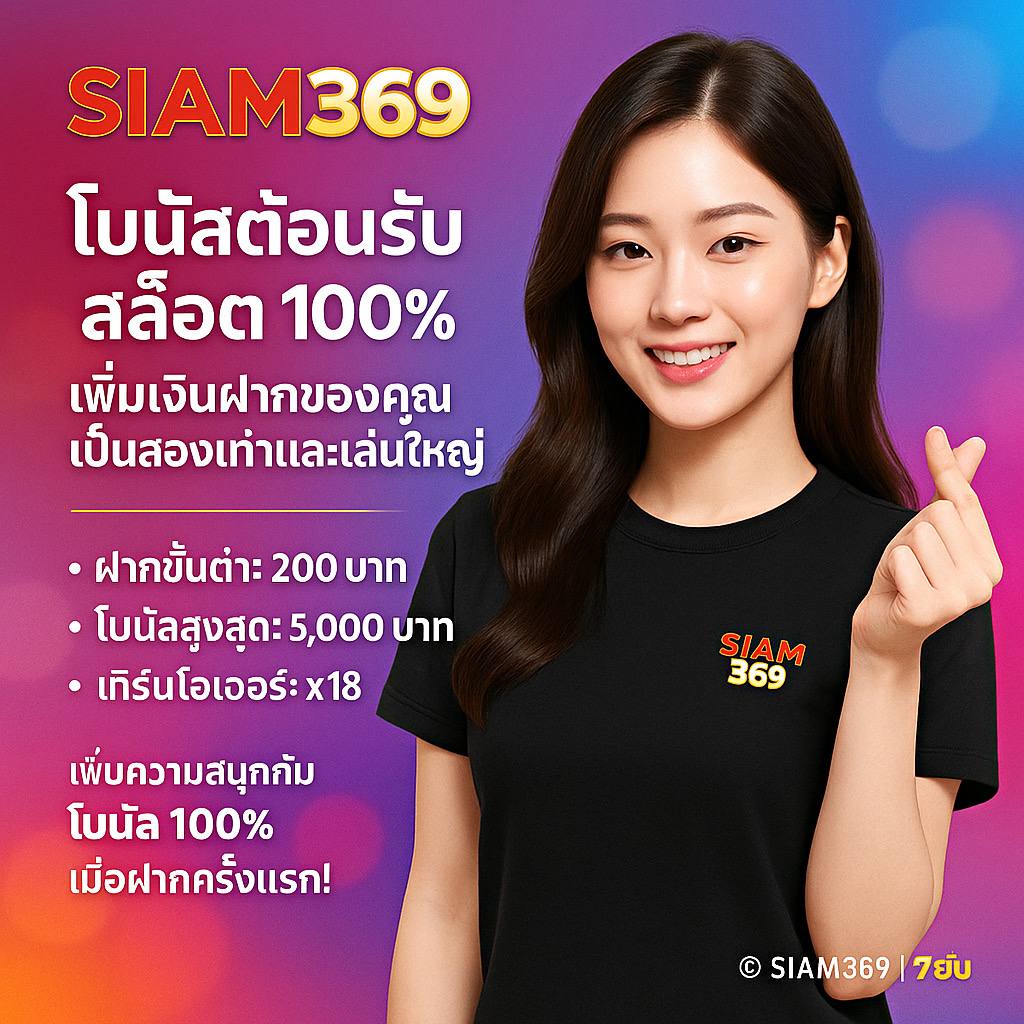 SIAM369
โบนัสต้อนรับ
สล็อต 100%
เพิ่มเงินฝากของคุณ
เป็นสองเท่าและเล่นใหญ่
• ฝากขั้นต่ำ: 200 บาท
• โบนัลสูงสุด: 5,000 บาท
• เทิร์นโอเออร์: x18
เพิ่บความสนุกกัม
โบนัล 100%
เมื่อฝากครั้งแรก!
SIAM
369
© SIAM369 | 7ยับ